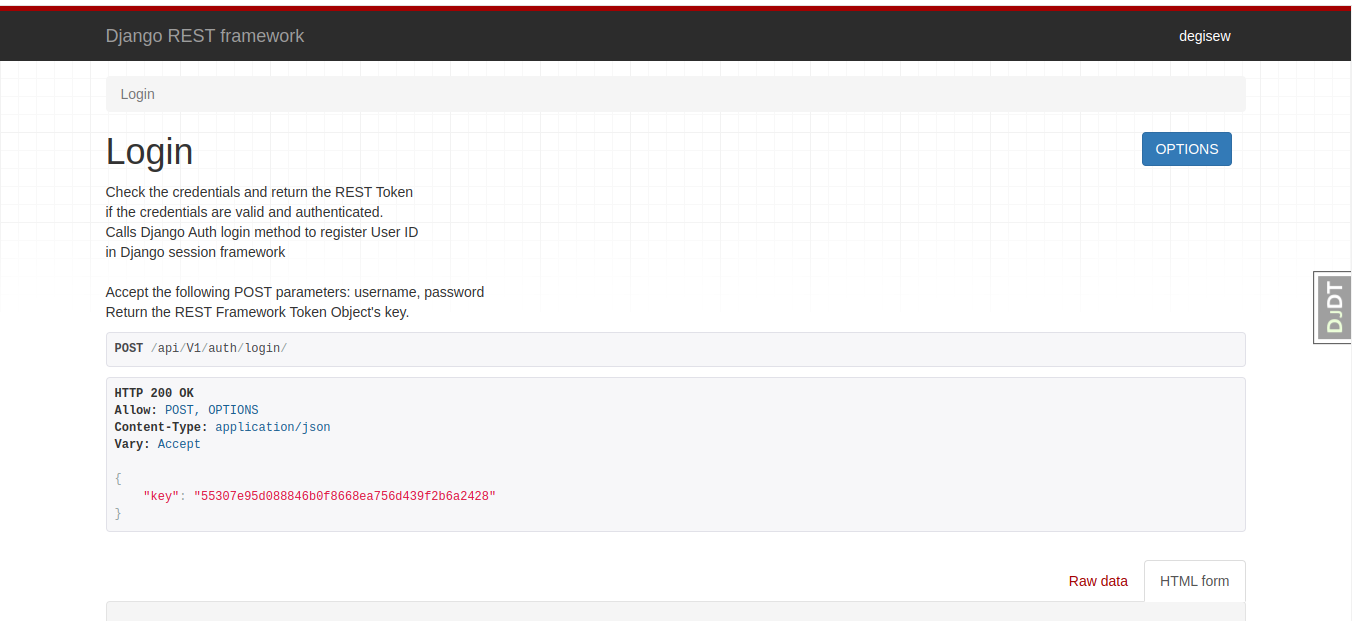 Django REST framework
degisew
Login
Login
OPTIONS
Check the credentials and return the REST Token
if the credentials are valid and authenticated.
Calls Django Auth login method to register User ID
in Django session framework
Accept the following POST parameters: username, password
Return the REST Framework Token Object's key.
DJDT
POST /api/V1/auth/login/
HTTP 200 OK
Allow: POST, OPTIONS
Content-Type: application/json
Vary: Accept
{
"key": "55307e95d088846b0f8668ea756d439f2b6a2428"
}
Raw data
HTML form